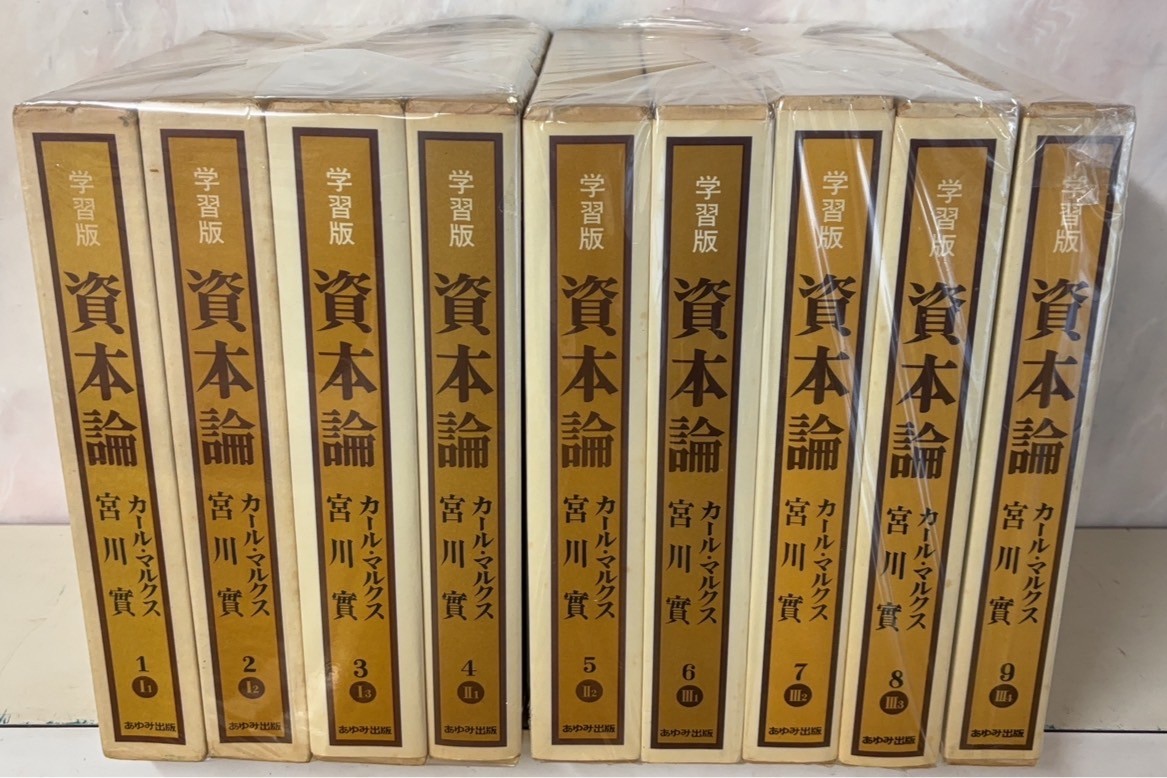 学習版
資本論
カール・マルクス
宮川實
1
I1
あゆみ出版
学習版
資本論
カール・マルクス
宮川實
2
I2
あゆみ出版
学習版
資本論
カール・マルクス
宮川實
3
I3
あゆみ出版
学習版
資本論
カール・マルクス
宮川實
4
II1
あゆみ出版
学習版
資本論
カール・マルクス
宮川實
5
II2
あゆみ出版
学習版
資本論
カール・マルクス
宮川實
6
III1
あゆみ出版
学習版
資本論
カール・マルクス
宮川實
7
III2
あゆみ出版
学習版
資本論
カール・マルクス
宮川實
8
III3
あゆみ出版
学習版
資本論
カール・マルクス
宮川實
9
III4
あゆみ出版